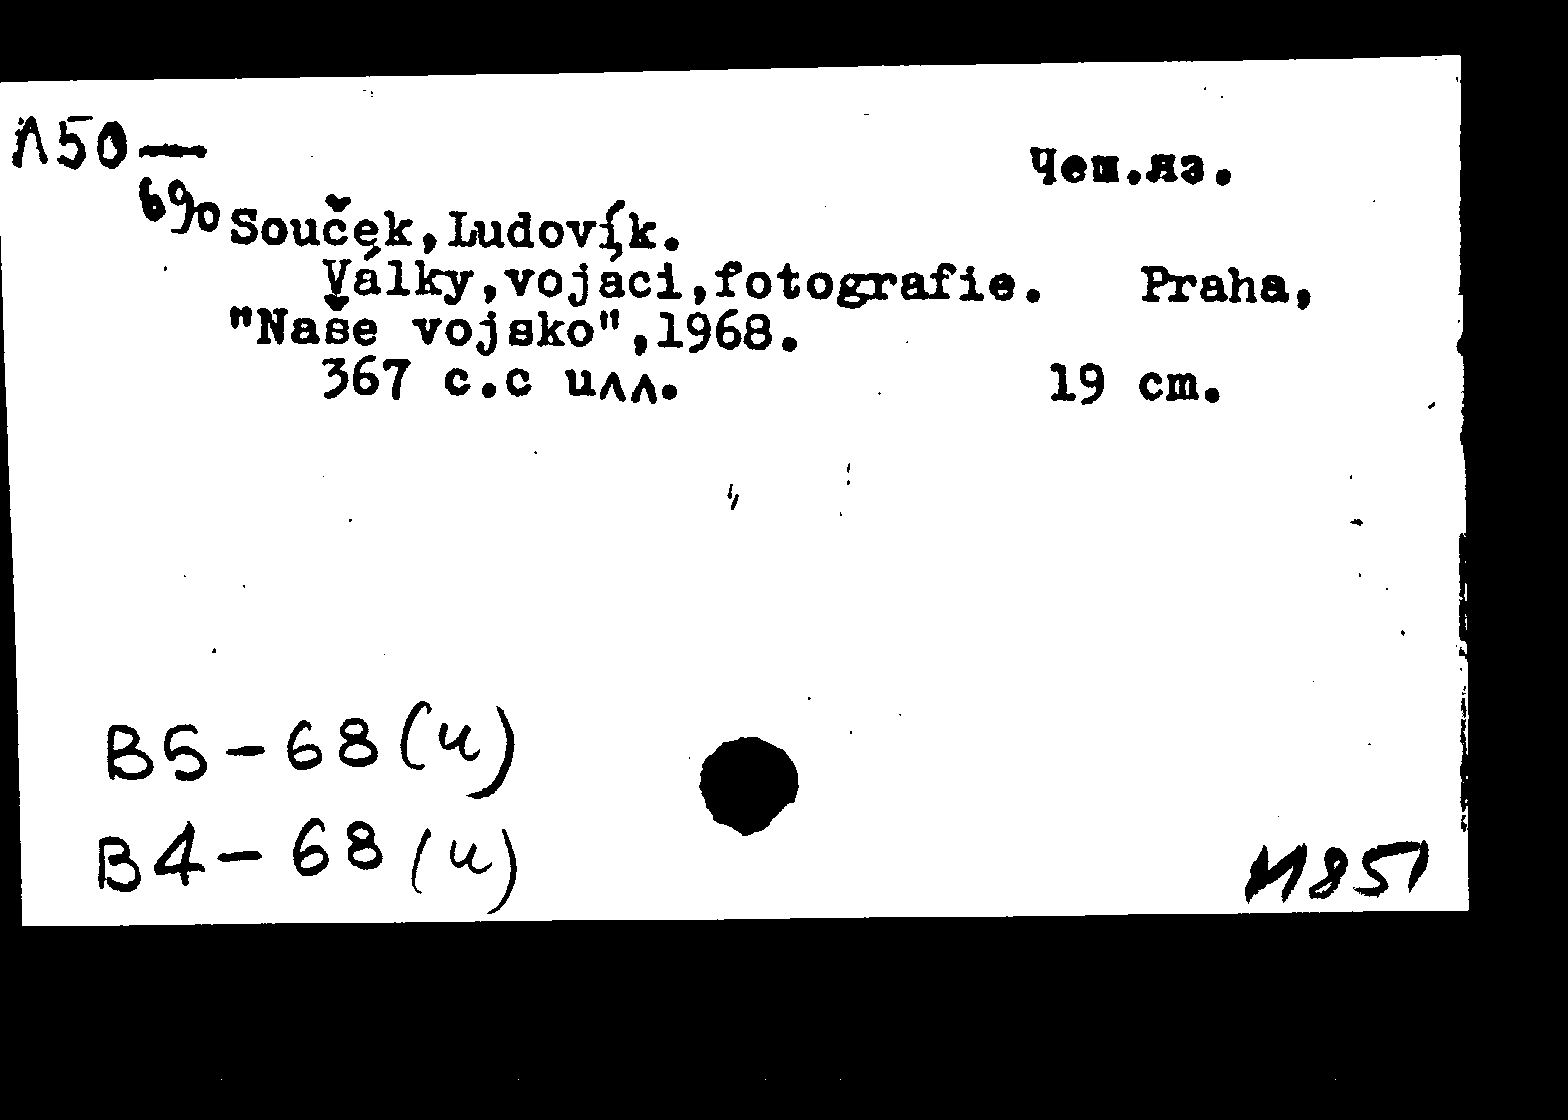 Л50—
690
Чеш.яз.
Souček,Ludovík.
Války,vojáci,fotografie. Praha,
"Naše vojsko",1968.
367 с.с илл. 19 cm.
B5-68(и)
B4-68(и)
И851